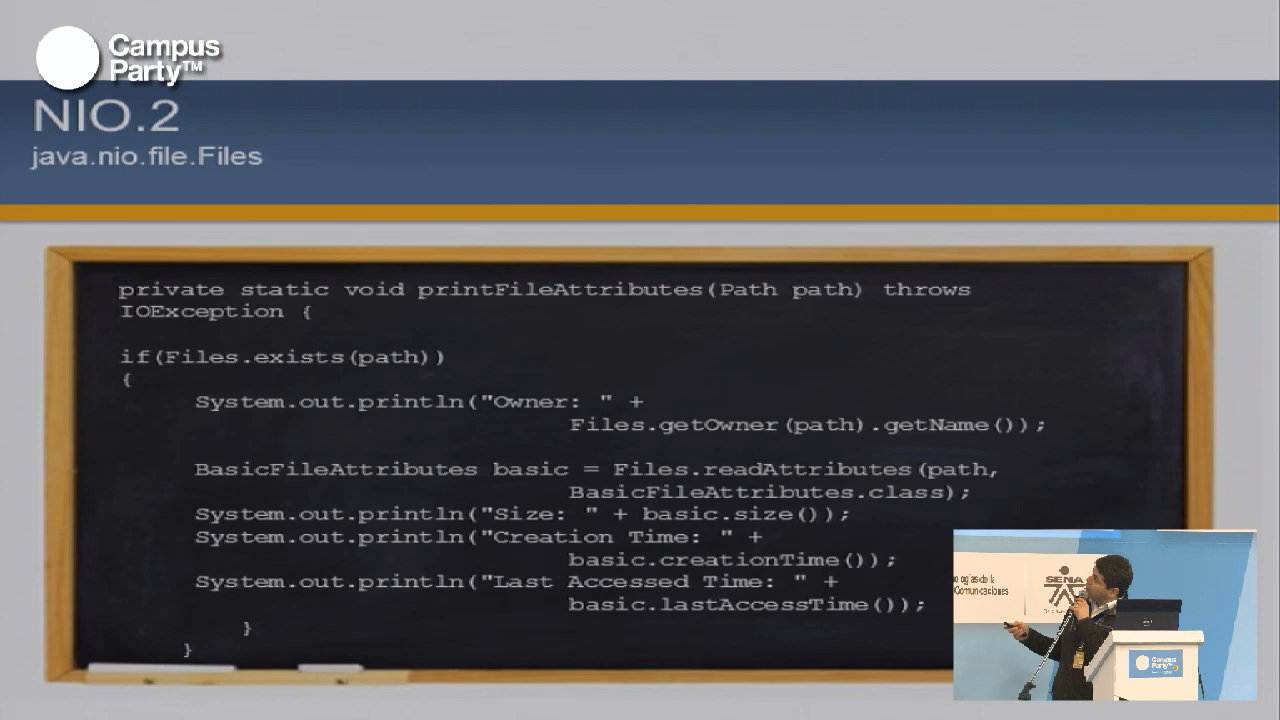 Campus
Party™
NIO.2
java.nio.file.Files
private static void printFileAttributes(Path path) throws
IOException {
if(Files.exists(path))
{
System.out.println("Owner: " +
Files.getOwner(path).getName());
BasicFileAttributes basic = Files.readAttributes(path,
BasicFileAttributes.class);
System.out.println("Size: " + basic.size());
System.out.println("Creation Time: " +
basic.creationTime());
System.out.println("Last Accessed Time: " +
basic.lastAccessTime());
}
}
SENA
Comunicaciones
Campus
Party